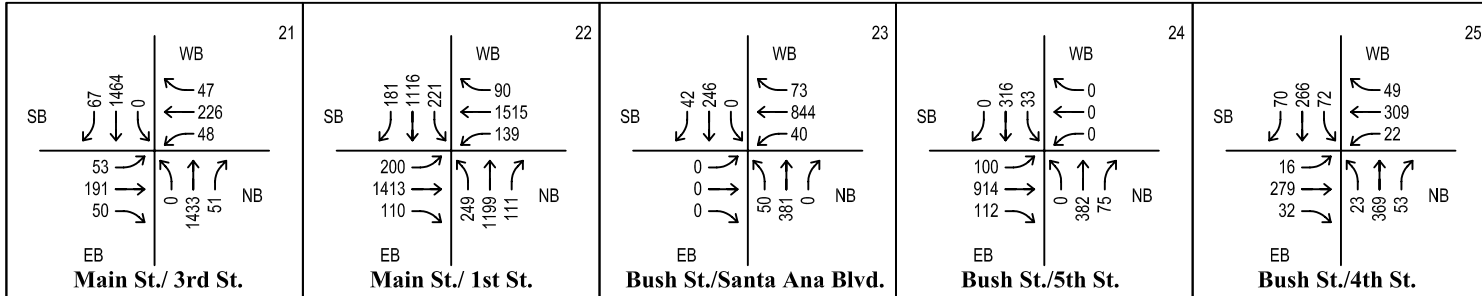 21
WB
SB
67
1464
0
47
226
48
53
191
50
0
1433
51
NB
EB
Main St./ 3rd St.
22
WB
SB
181
1116
221
90
1515
139
200
1413
110
249
1199
111
NB
EB
Main St./ 1st St.
23
WB
SB
42
246
0
73
844
40
0
0
0
50
381
0
NB
EB
Bush St./Santa Ana Blvd.
24
WB
SB
0
316
33
0
0
0
100
914
112
0
382
75
NB
EB
Bush St./5th St.
25
WB
SB
70
266
72
49
309
22
16
279
32
23
369
53
NB
EB
Bush St./4th St.